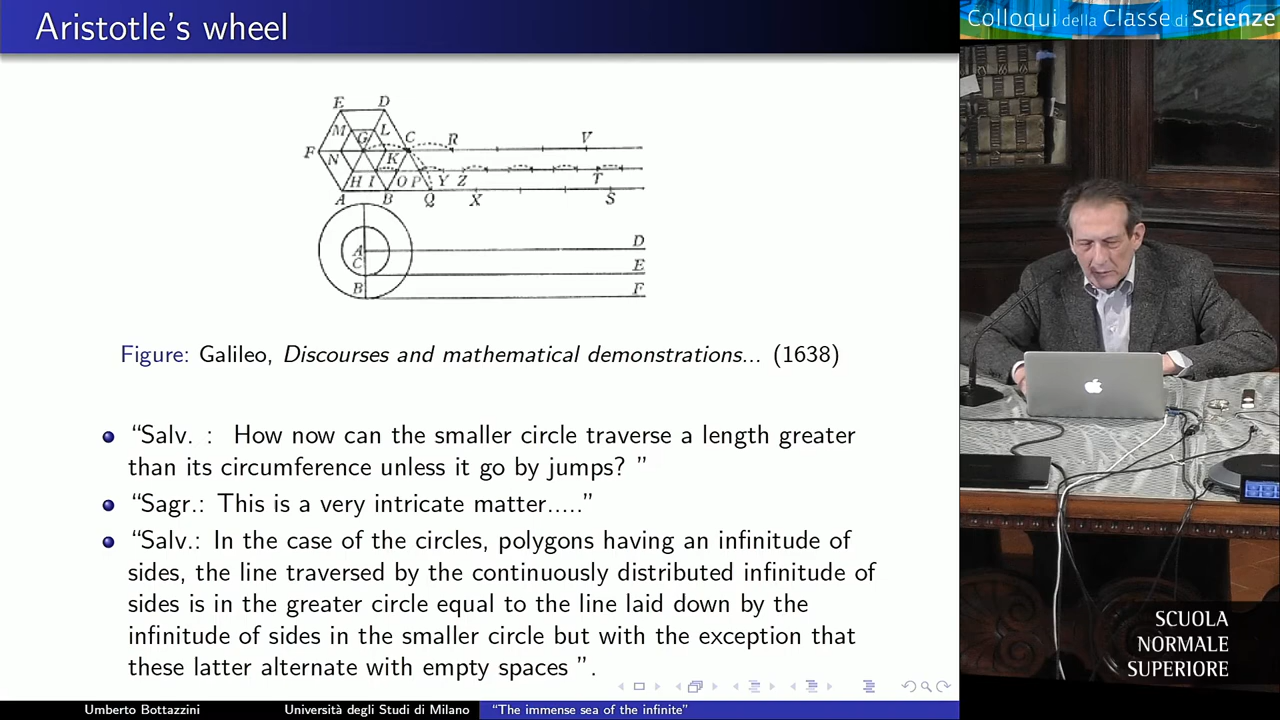 Aristotle's wheel
Colloqui della Classe di Scienze
E D
M G L C R V
F N K
H I O P Y Z T
A B Q X S
A D
C E
B F
Figure: Galileo, Discourses and mathematical demonstrations... (1638)
"Salv. : How now can the smaller circle traverse a length greater
than its circumference unless it go by jumps? "
"Sagr.: This is a very intricate matter....."
"Salv.: In the case of the circles, polygons having an infinitude of
sides, the line traversed by the continuously distributed infinitude of
sides is in the greater circle equal to the line laid down by the
infinitude of sides in the smaller circle but with the exception that
these latter alternate with empty spaces ".
SCUOLA
NORMALE
SUPERIORE
Umberto Bottazzini Università degli Studi di Milano "The immense sea of the infinite"